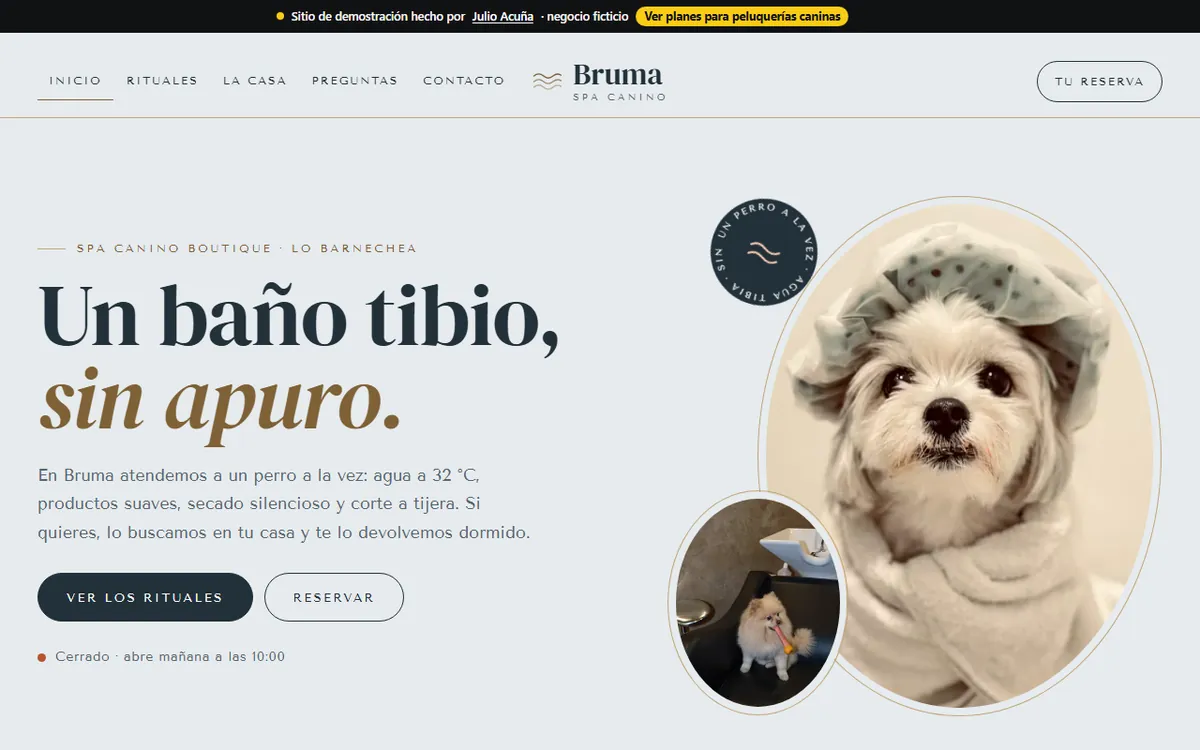 Sitio de demostración hecho por Julio Acuña · negocio ficticio Ver planes para peluquerías caninas
INICIO RITUALES LA CASA PREGUNTAS CONTACTO
Bruma
SPA CANINO
TU RESERVA
SPA CANINO BOUTIQUE · LO BARNECHEA
Un baño tibio,
sin apuro.
En Bruma atendemos a un perro a la vez: agua a 32 °C,
productos suaves, secado silencioso y corte a tijera. Si
quieres, lo buscamos en tu casa y te lo devolvemos dormido.
VER LOS RITUALES RESERVAR
Cerrado · abre mañana a las 10:00
UN PERRO A LA VEZ · AGUA TIBIA · SIN